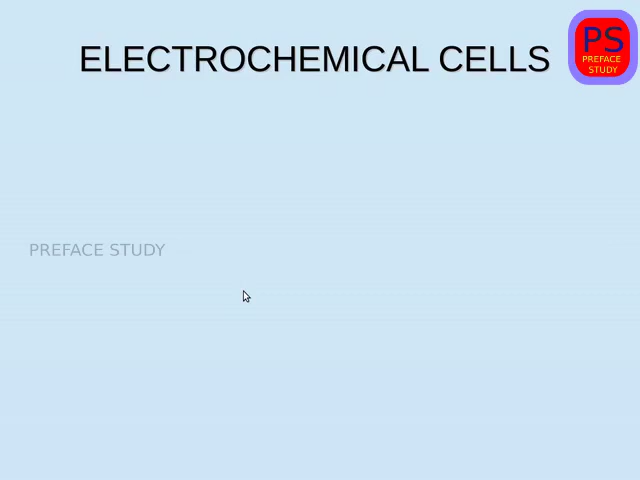 ELECTROCHEMICAL CELLS
PS
PREFACE
STUDY
PREFACE STUDY